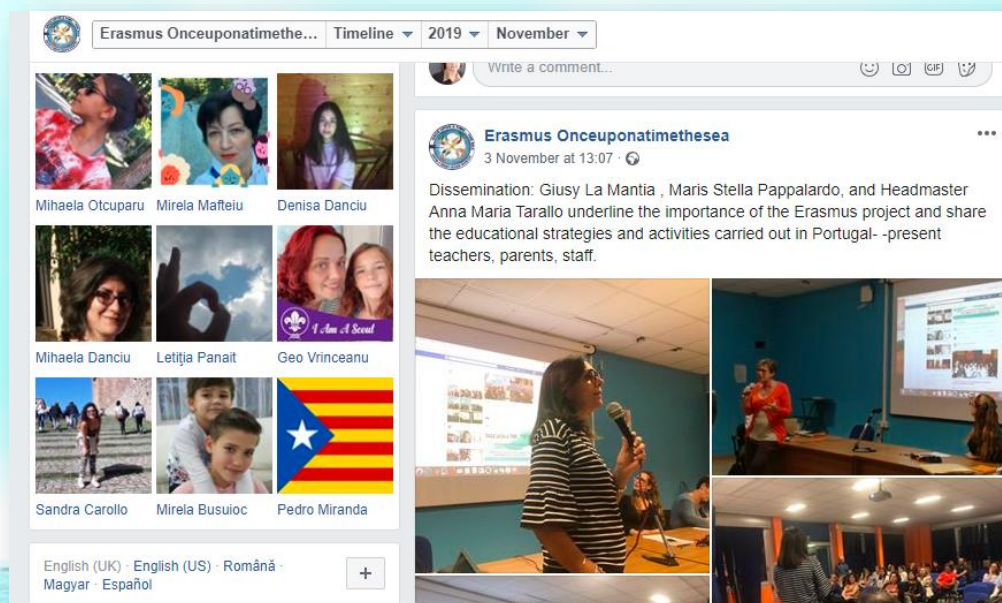 Erasmus Onceuponatimethe... Timeline 2019 November
Mihaela Otcuparu Mirela Mafteiu Denisa Danciu
I Am A Scout
Mihaela Danciu Letiția Panait Geo Vrinceanu
Sandra Carollo Mirela Busuioc Pedro Miranda
English (UK) · English (US) · Română ·
Magyar · Español
+
Write a comment...
GIF
Erasmus Onceuponatimethesea
3 November at 13:07 ·
Dissemination: Giusy La Mantia , Maris Stella Pappalardo, and Headmaster
Anna Maria Tarallo underline the importance of the Erasmus project and share
the educational strategies and activities carried out in Portugal- -present
teachers, parents, staff.